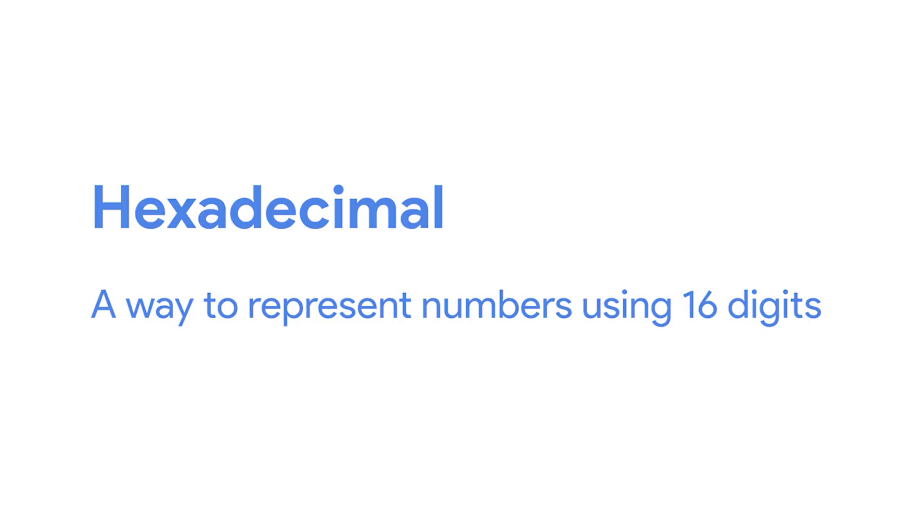 Hexadecimal
A way to represent numbers using 16 digits